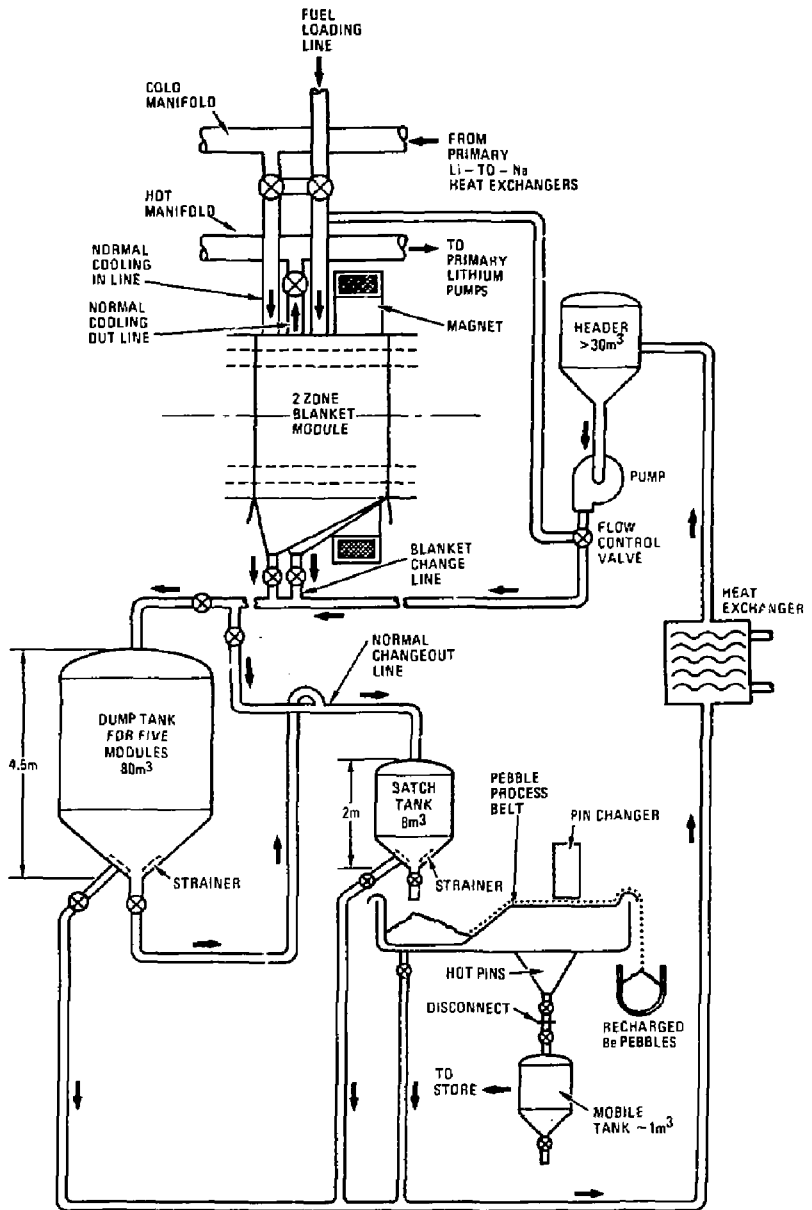 FUEL
LOADING
LINE
COLD
MANIFOLD
FROM
PRIMARY
Li-TO-Na
HEAT EXCHANGERS
HOT
MANIFOLD
NORMAL
COOLING
IN LINE
TO
PRIMARY
LITHIUM
PUMPS
NORMAL
COOLING
OUT LINE
MAGNET
HEADER
>30m³
2 ZONE
BLANKET
MODULE
PUMP
FLOW
CONTROL
VALVE
BLANKET
CHANGE
LINE
HEAT
EXCHANGER
NORMAL
CHANGEOUT
LINE
DUMP TANK
FOR FIVE
MODULES
80m³
4.5m
BATCH
TANK
8m³
2m
PEBBLE
PROCESS
BELT
PIN CHANGER
STRAINER
STRAINER
HOT PINS
DISCONNECT
RECHARGED
Be PEBBLES
TO
STORE
MOBILE
TANK ~1m³